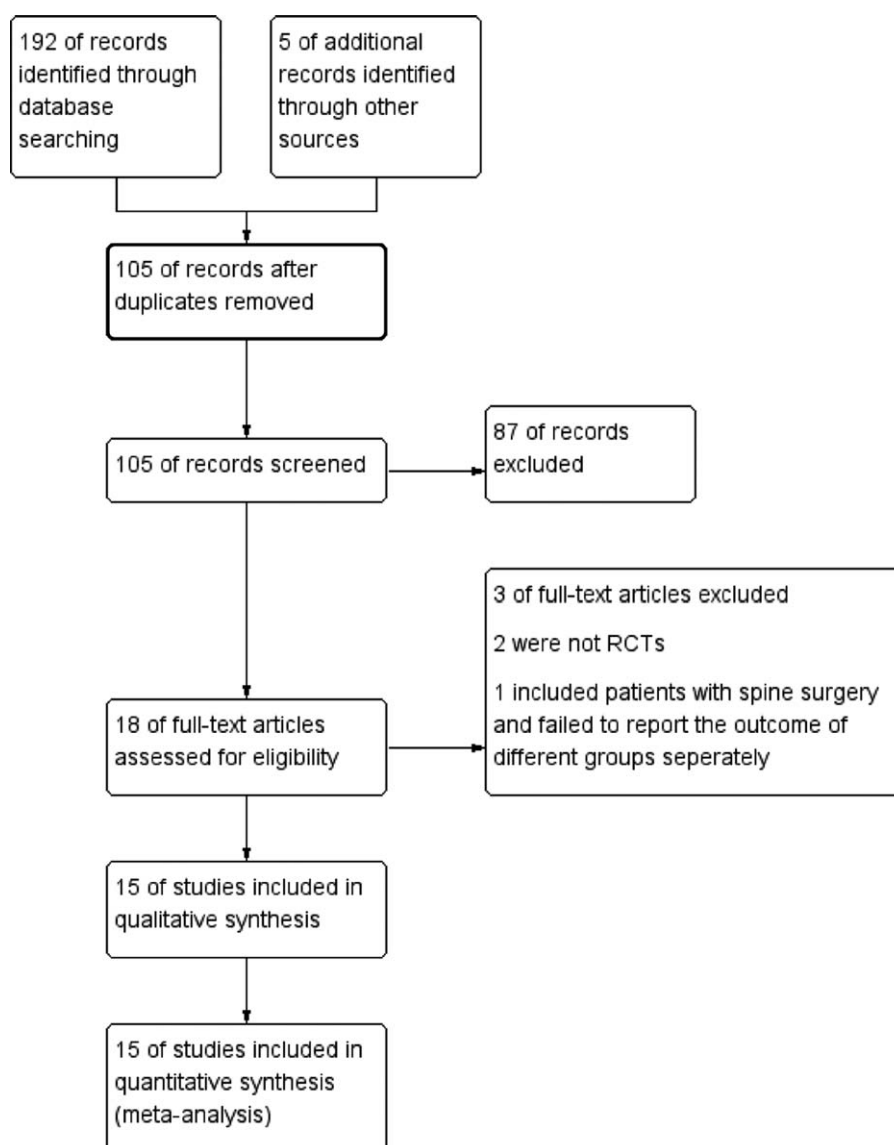 192 of records
identified through
database
searching
5 of additional
records identified
through other
sources
105 of records after
duplicates removed
105 of records screened
87 of records
excluded
3 of full-text articles excluded
2 were not RCTs
1 included patients with spine surgery
and failed to report the outcome of
different groups seperately
18 of full-text articles
assessed for eligibility
15 of studies included in
qualitative synthesis
15 of studies included in
quantitative synthesis
(meta-analysis)